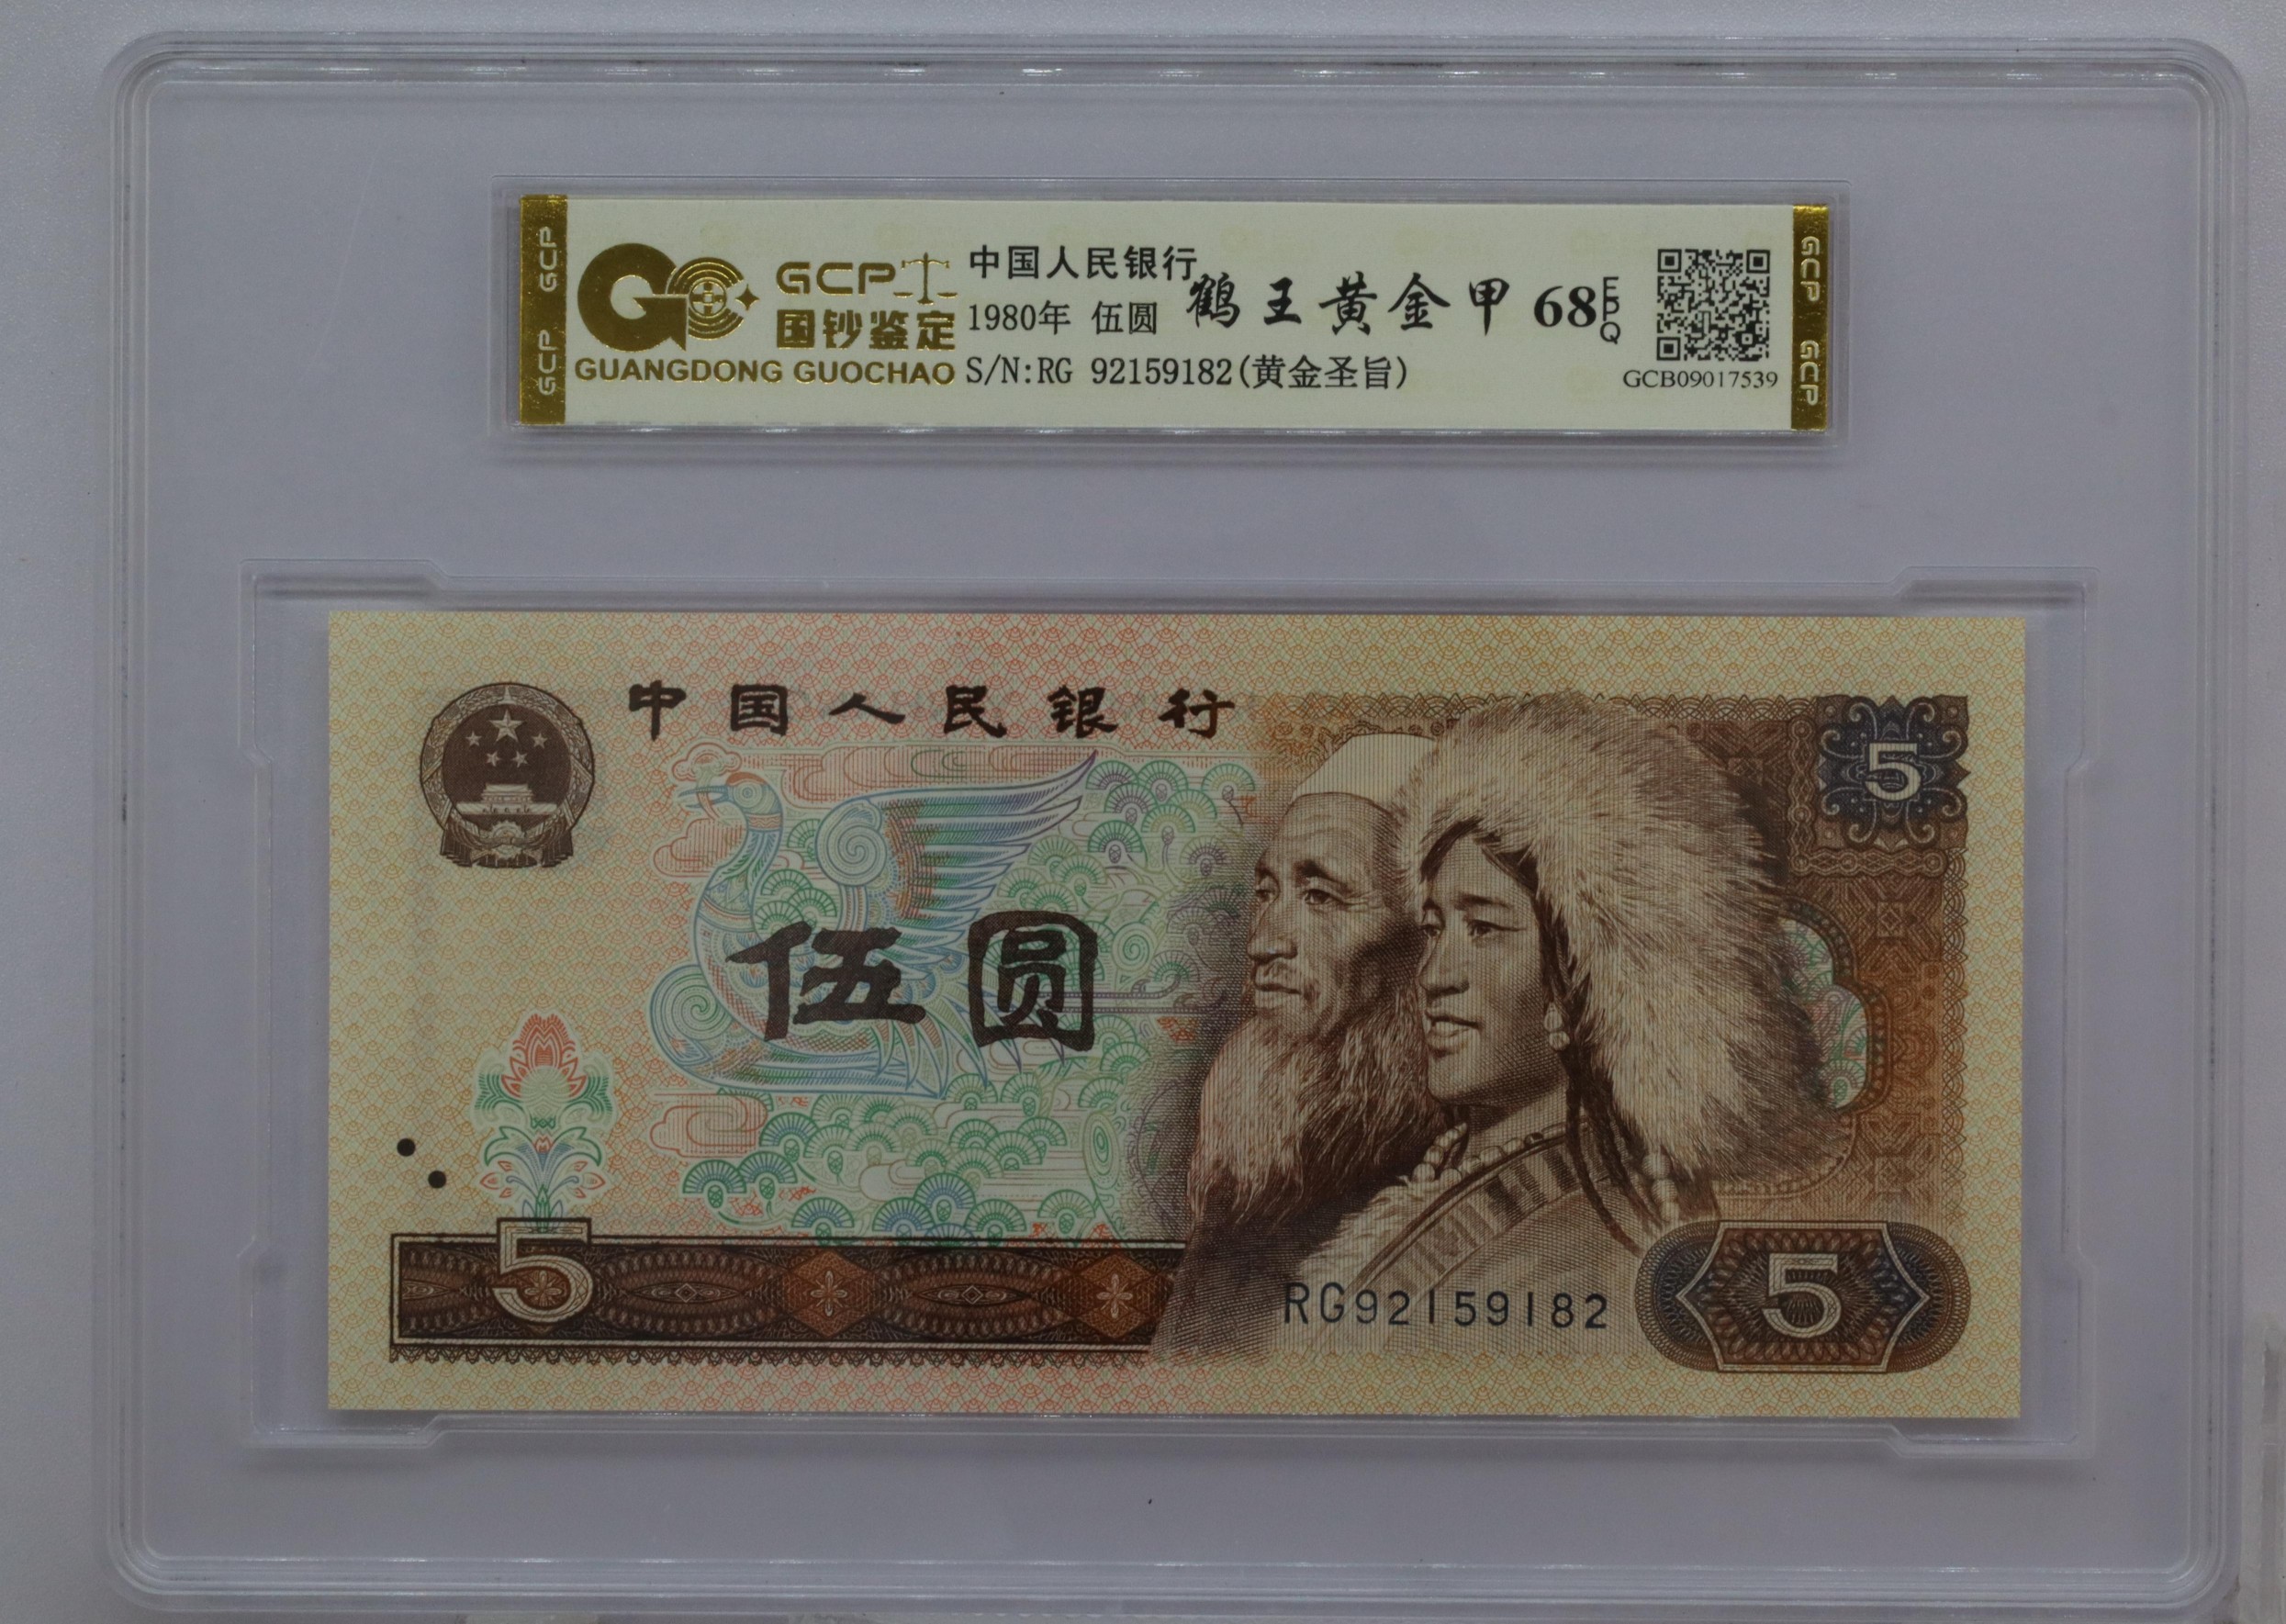 GCP GCP
GCP
国钞鉴定
GUANGDONG GUOCHAO
中国人民银行
1980年 伍圆
S/N:RG 92159182(黄金圣旨)
鹤王黄金甲 68 EPQ
GCB09017539
GCP GCP
中国人民银行
5
伍圆
5
RG92159182
5